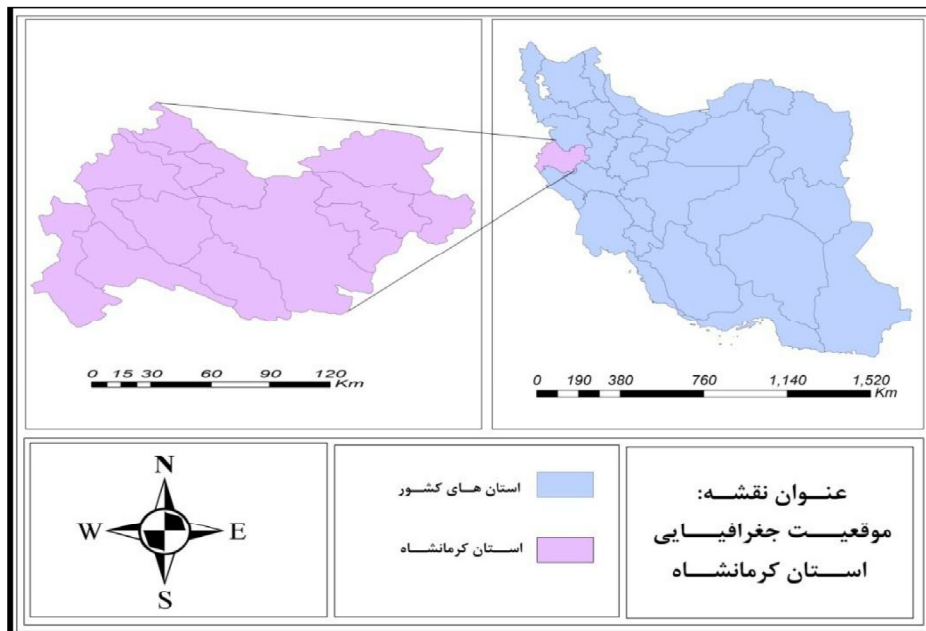 0 15 30 60 90 120
Km
0 190 380 760 1,140 1,520
Km
N
W E
S
استان های کشور
استان کرمانشاه
عنوان نقشه:
موقعیت جغرافیایی
استان کرمانشاه